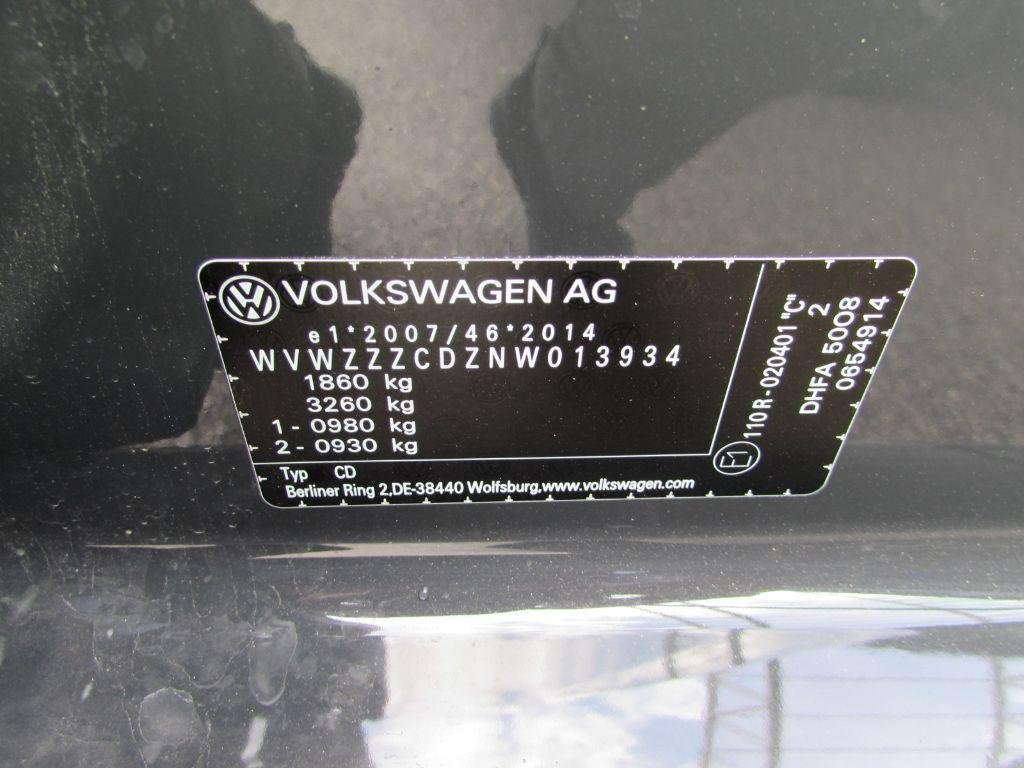 VOLKSWAGEN AG
e1*2007/46*2014
WVWZZZCDZNW013934
1860 kg
3260 kg
1 - 0980 kg
2 - 0930 kg
Typ CD
Berliner Ring 2,DE-38440 Wolfsburg,www.volkswagen.com
110 R-020401 "C"
2
DHFA 5008
0654914